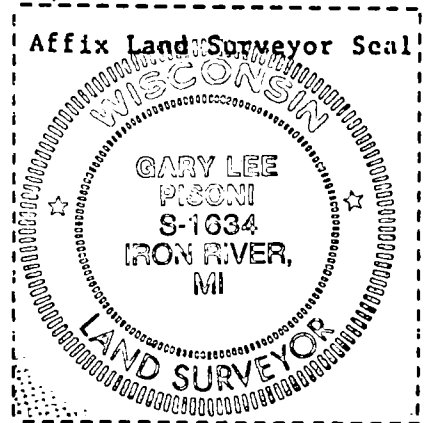 Affix Land Surveyor Seal
WISCONSIN
GARY LEE
PISONI
S-1634
IRON RIVER,
MI
LAND SURVEYOR